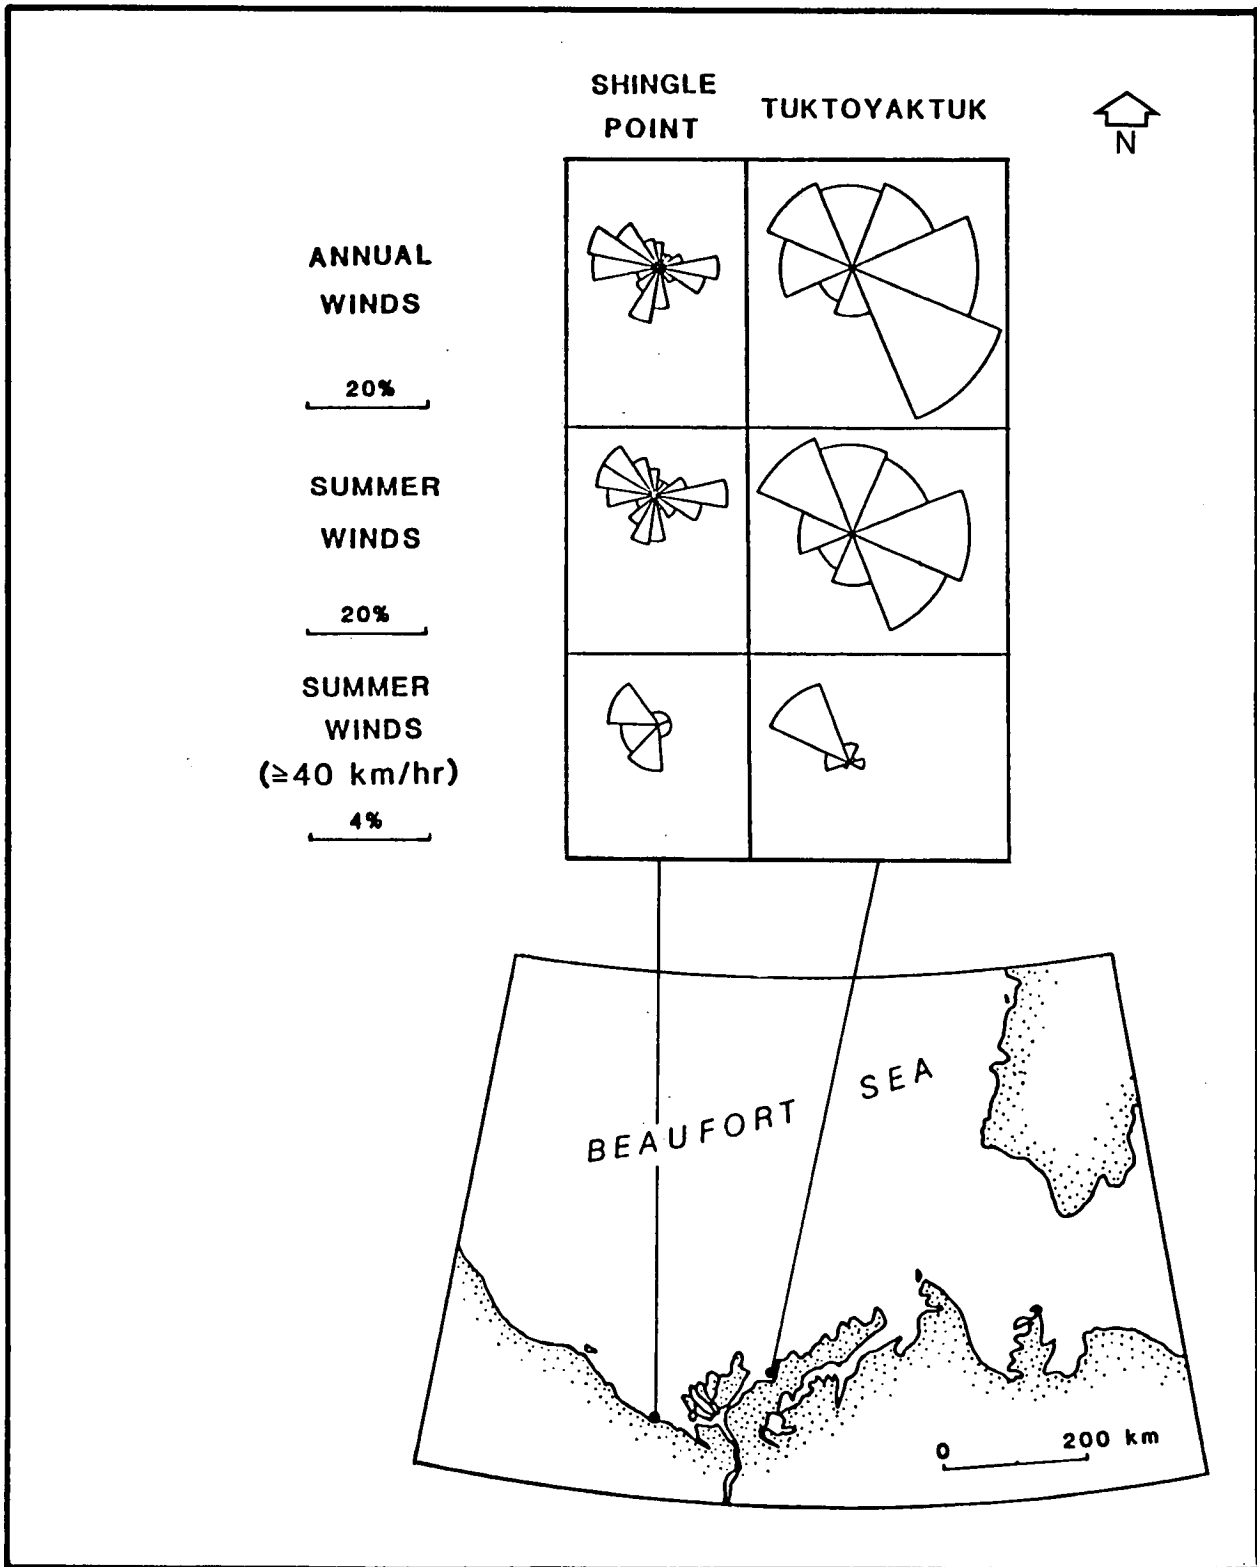 SHINGLE
POINT
TUKTOYAKTUK
N
ANNUAL
WINDS
20%
SUMMER
WINDS
20%
SUMMER
WINDS
(≧40 km/hr)
4%
BEAUFORT SEA
0 200 km